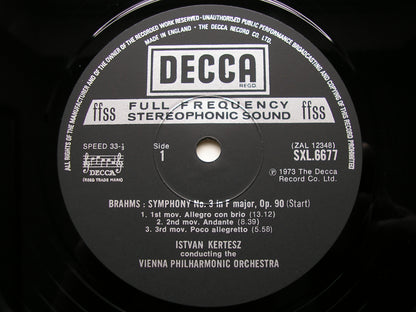 ALL RIGHTS OF THE MANUFACTURER AND OF THE OWNER OF THE RECORDED WORK RESERVED · UNAUTHORISED PUBLIC PERFORMANCE BROADCASTING AND COPYING OF THIS RECORD PROHIBITED
MADE IN ENGLAND · THE DECCA RECORD CO. LTD.
DECCA
REGD.
ffss FULL FREQUENCY ffss
STEREOPHONIC SOUND
SPEED 33-⅓
Side
1
(ZAL 12348)
SXL.6677
DECCA
(REGD. TRADE MARK)
℗ 1973 The Decca
Record Co. Ltd.
BRAHMS : SYMPHONY No. 3 in F major, Op. 90 (Start)
1. 1st mov. Allegro con brio (13.12)
2. 2nd mov. Andante (8.39)
3. 3rd mov. Poco allegretto (5.58)
ISTVAN KERTESZ
conducting the
VIENNA PHILHARMONIC ORCHESTRA